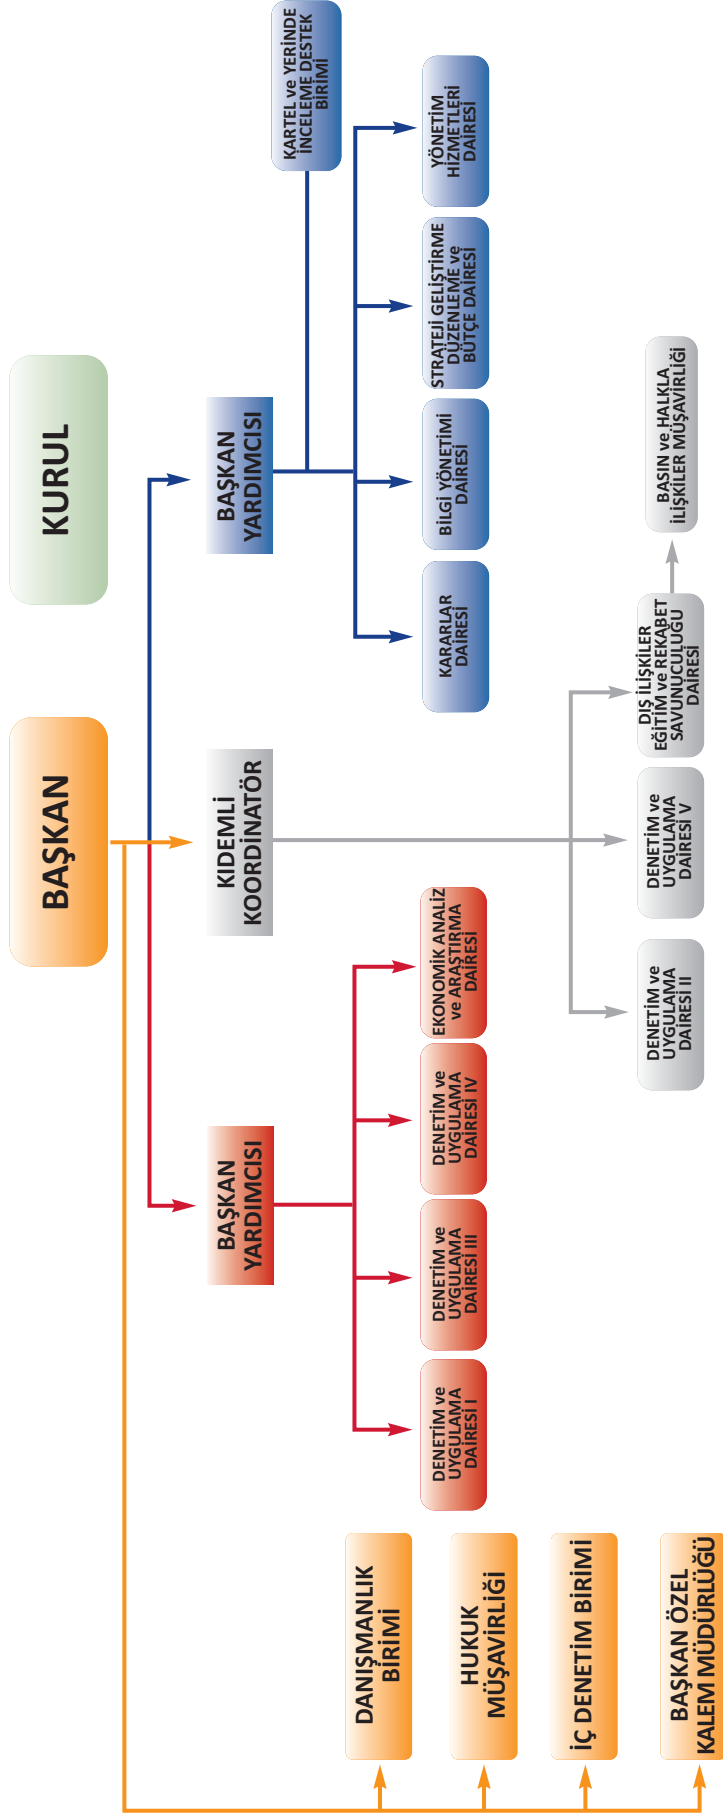 BAŞKAN
KURUL
BAŞKAN
YARDIMCISI
KIDEMLİ
KOORDİNATÖR
BAŞKAN
YARDIMCISI
KARTEL ve YERİNDE
İNCELEME DESTEK
BİRİMİ
DANIŞMANLIK
BİRİMİ
HUKUK
MÜŞAVİRLİĞİ
İÇ DENETİM BİRİMİ
BAŞKAN ÖZEL
KALEM MÜDÜRLÜĞÜ
DENETİM ve
UYGULAMA
DAİRESİ I
DENETİM ve
UYGULAMA
DAİRESİ III
DENETİM ve
UYGULAMA
DAİRESİ IV
EKONOMİK ANALİZ
ve ARAŞTIRMA
DAİRESİ
KARARLAR
DAİRESİ
BİLGİ YÖNETİMİ
DAİRESİ
STRATEJİ GELİŞTİRME
DÜZENLEME ve
BÜTÇE DAİRESİ
YÖNETİM
HİZMETLERİ
DAİRESİ
DENETİM ve
UYGULAMA
DAİRESİ II
DENETİM ve
UYGULAMA
DAİRESİ V
DIŞ İLİŞKİLER
EĞİTİM ve REKABET
SAVUNUCULUĞU
DAİRESİ
BASIN ve HALKLA
İLİŞKİLER MÜŞAVİRLİĞİ